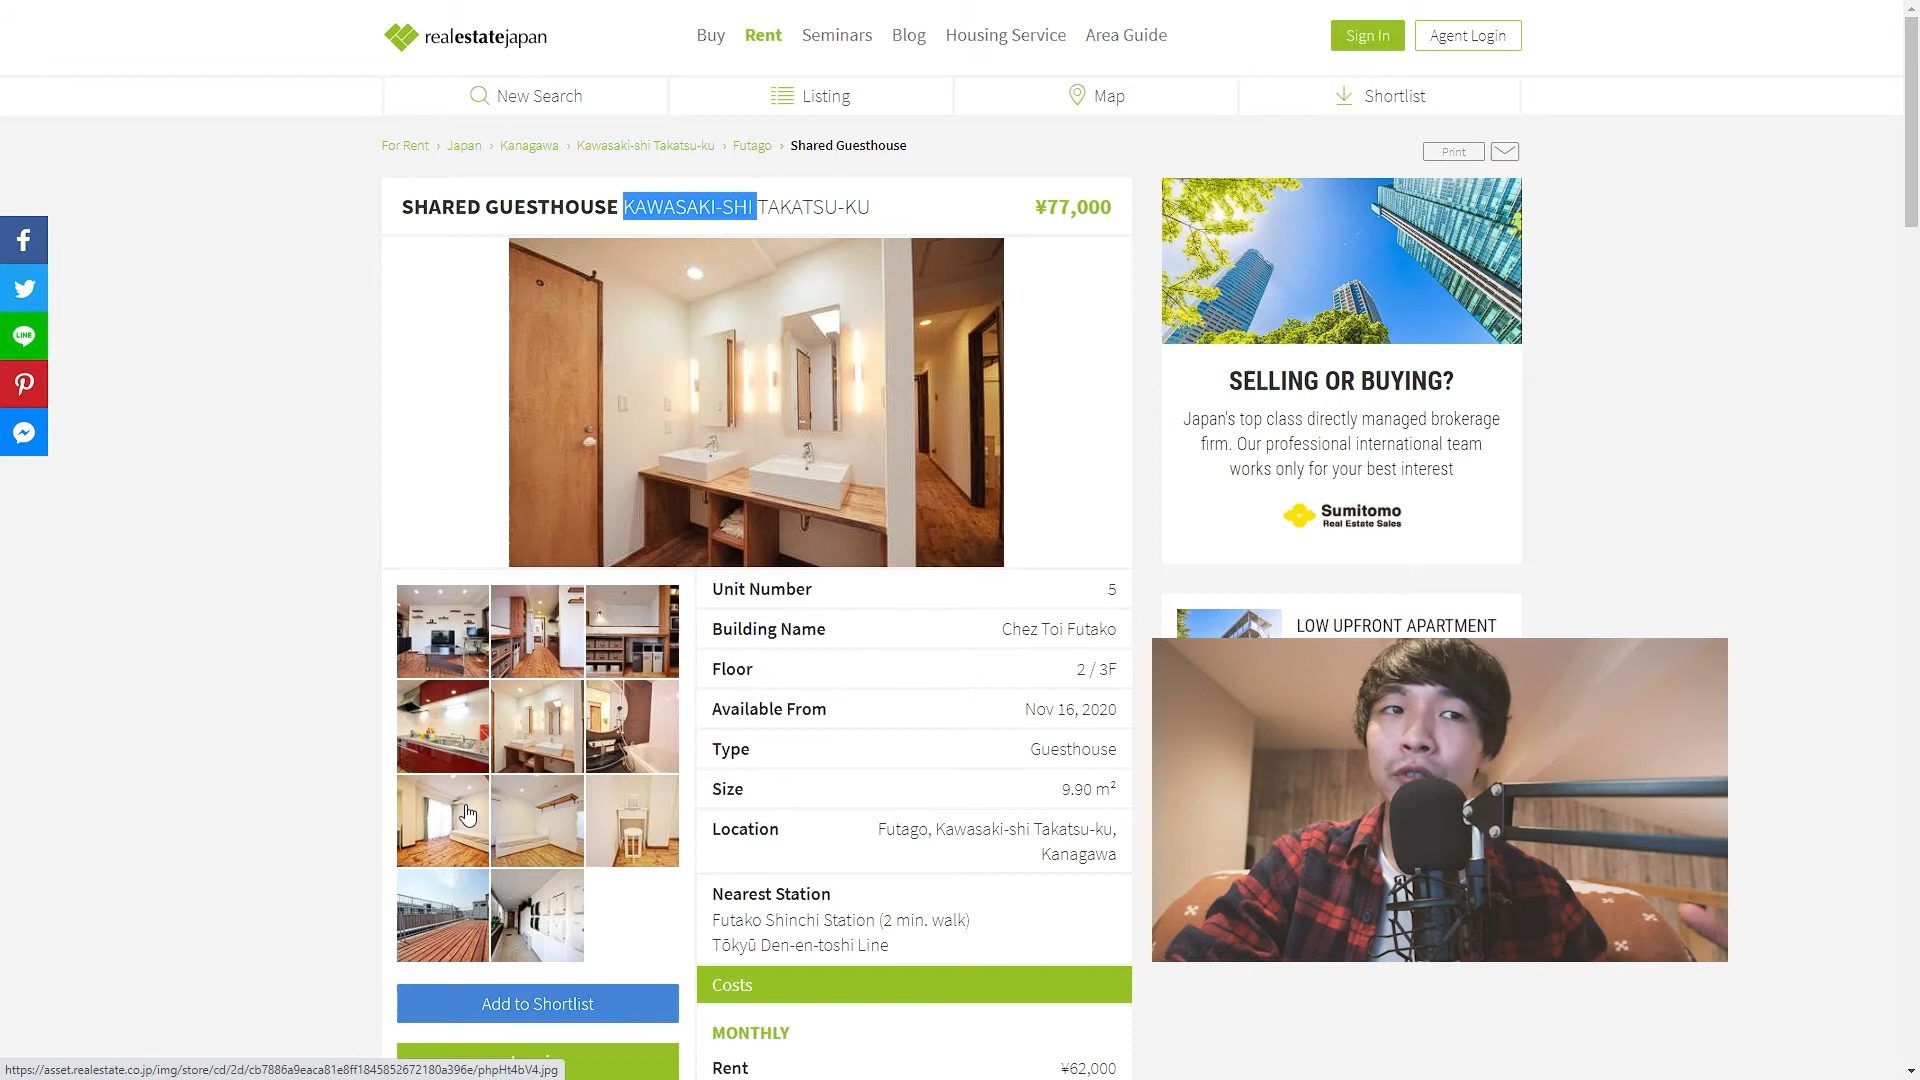 realestatejapan
Buy Rent Seminars Blog Housing Service Area Guide
Sign In Agent Login
New Search Listing Map Shortlist
For Rent › Japan › Kanagawa › Kawasaki-shi Takatsu-ku › Futago › Shared Guesthouse
Print
SHARED GUESTHOUSE KAWASAKI-SHI TAKATSU-KU ¥77,000
LINE
SELLING OR BUYING?
Japan's top class directly managed brokerage
firm. Our professional international team
works only for your best interest
Sumitomo
Real Estate Sales
Unit Number 5
Building Name Chez Toi Futako
Floor 2 / 3F
Available From Nov 16, 2020
Type Guesthouse
Size 9.90 m²
Location Futago, Kawasaki-shi Takatsu-ku,
Kanagawa
Nearest Station
Futako Shinchi Station (2 min. walk)
Tōkyū Den-en-toshi Line
Costs
MONTHLY
Rent ¥62,000
Add to Shortlist
LOW UPFRONT APARTMENT
https://asset.realestate.co.jp/img/store/cd/2d/cb7886a9eaca81e8ff1845852672180a396e/phpHt4bV4.jpg